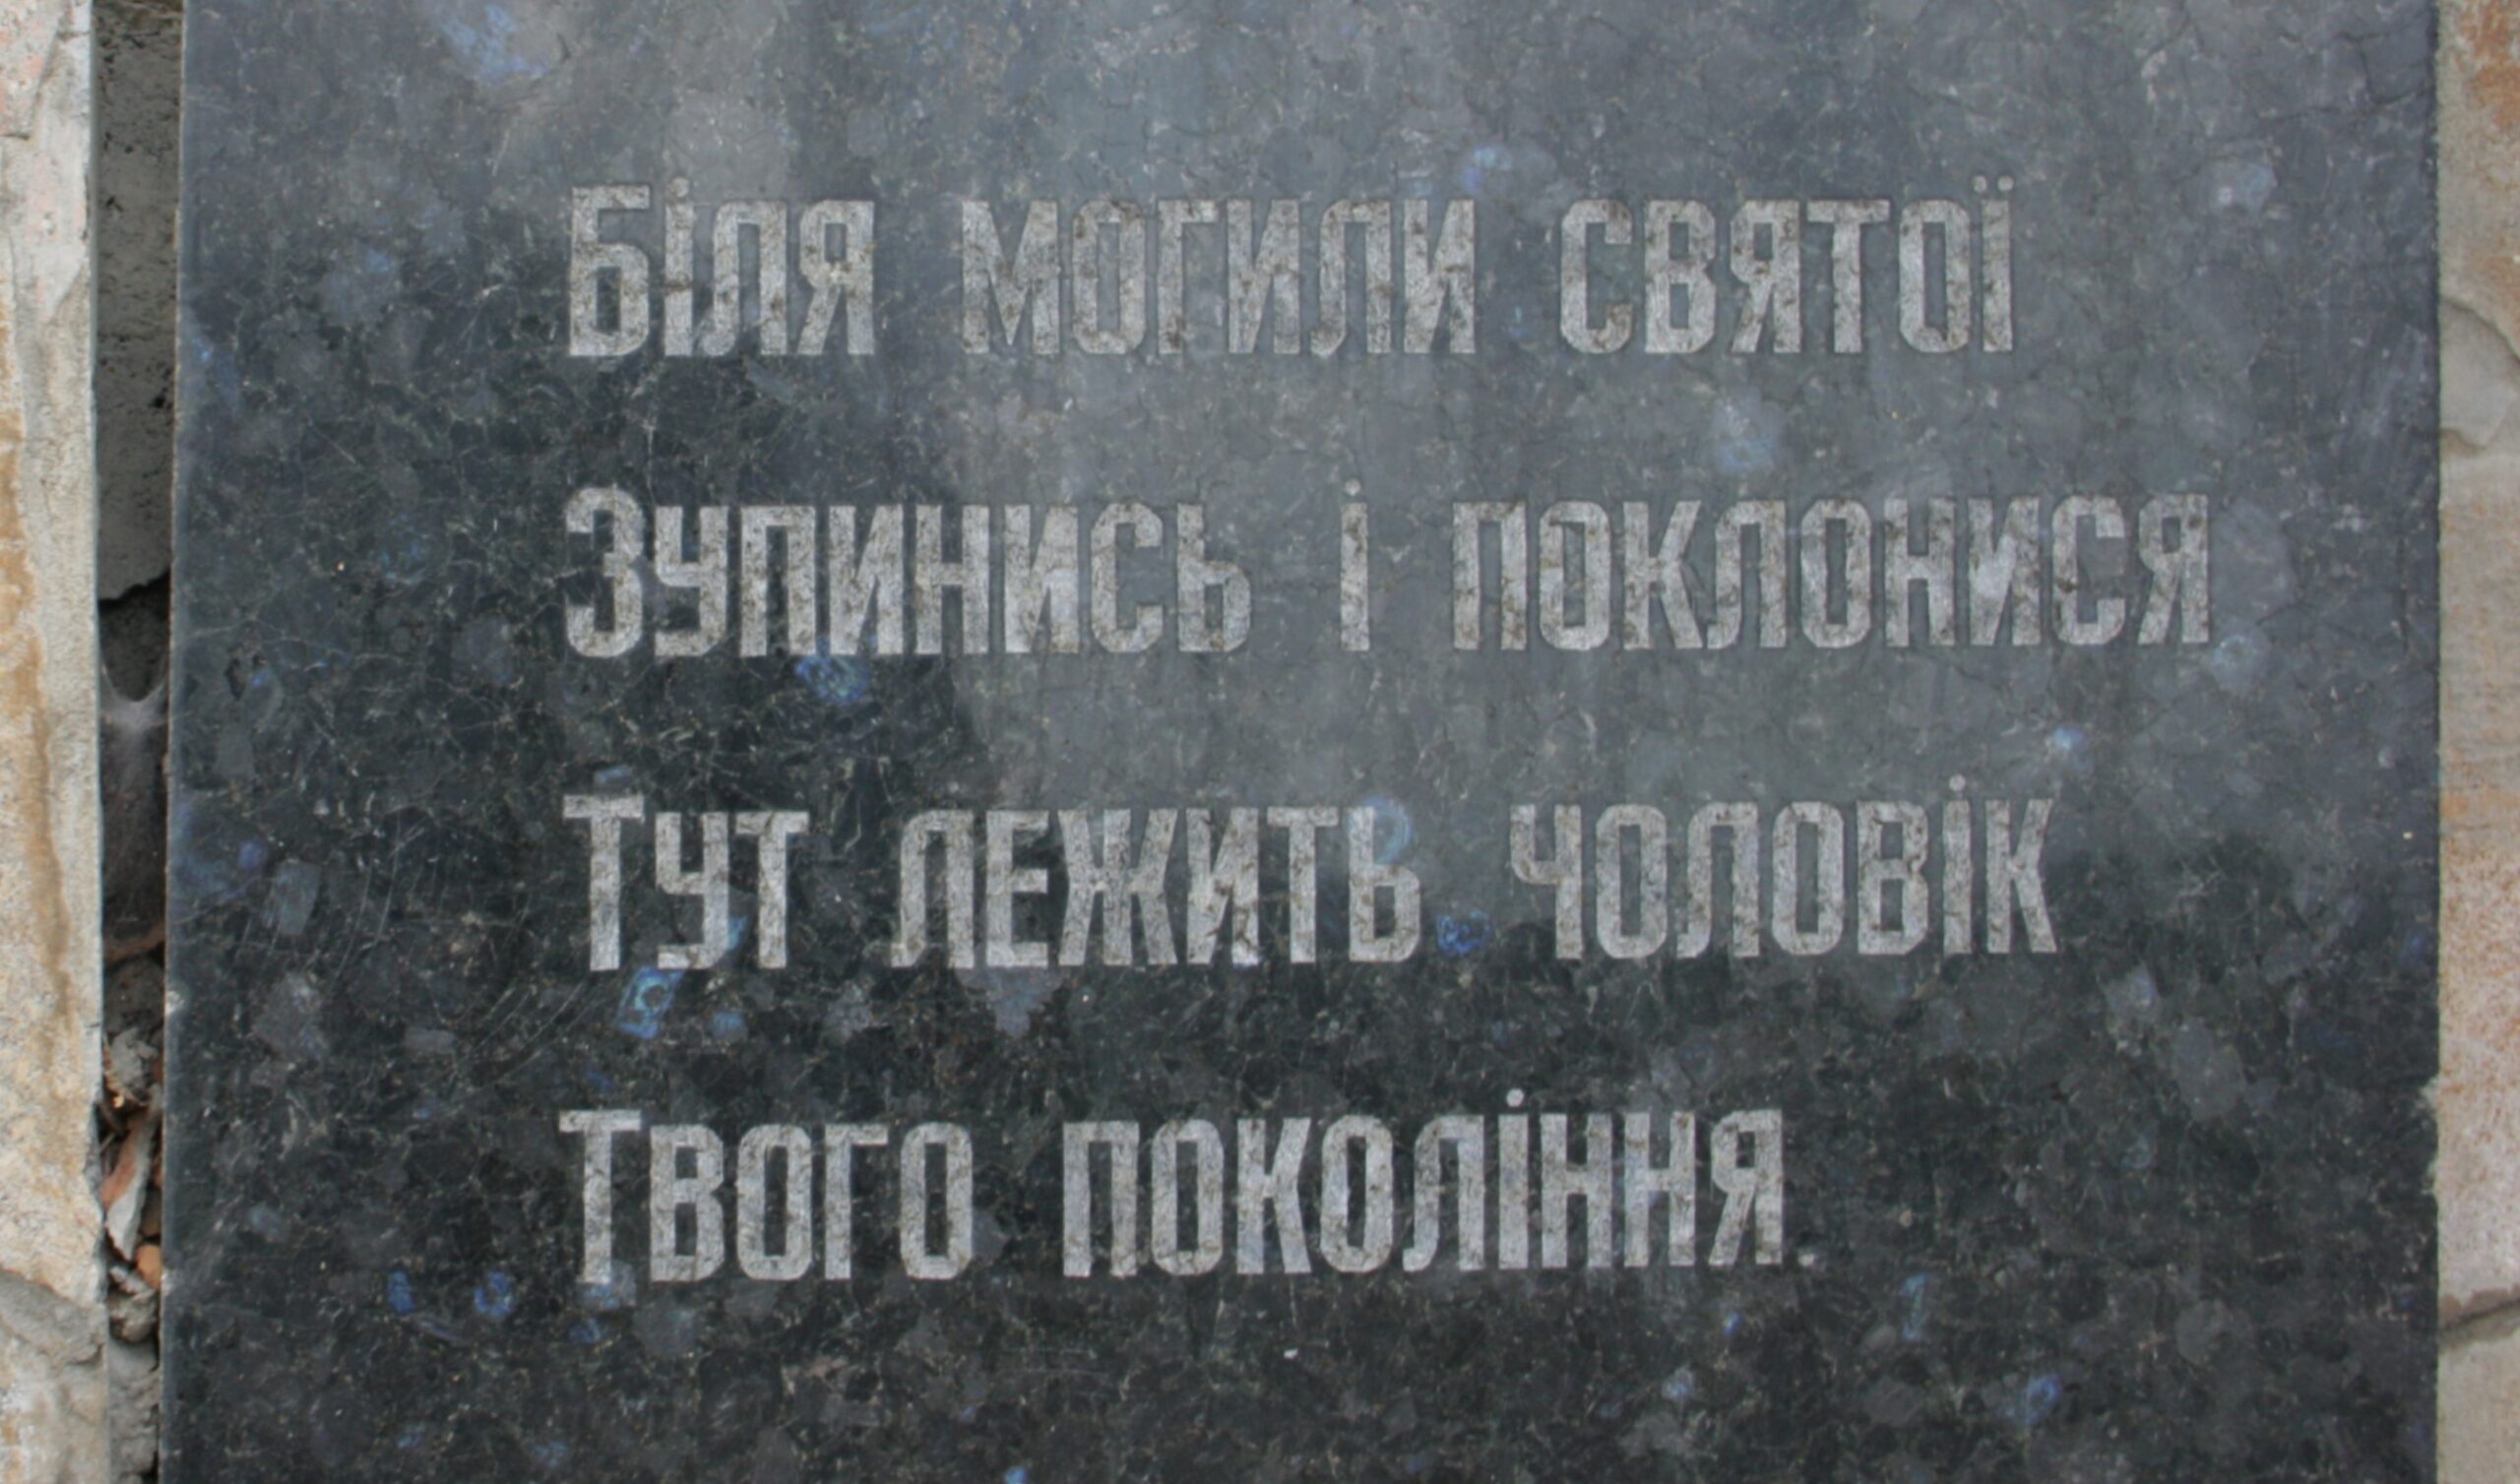 Біля могили святої
Зупинись і поклонися
Тут лежить чоловік
Твого покоління.